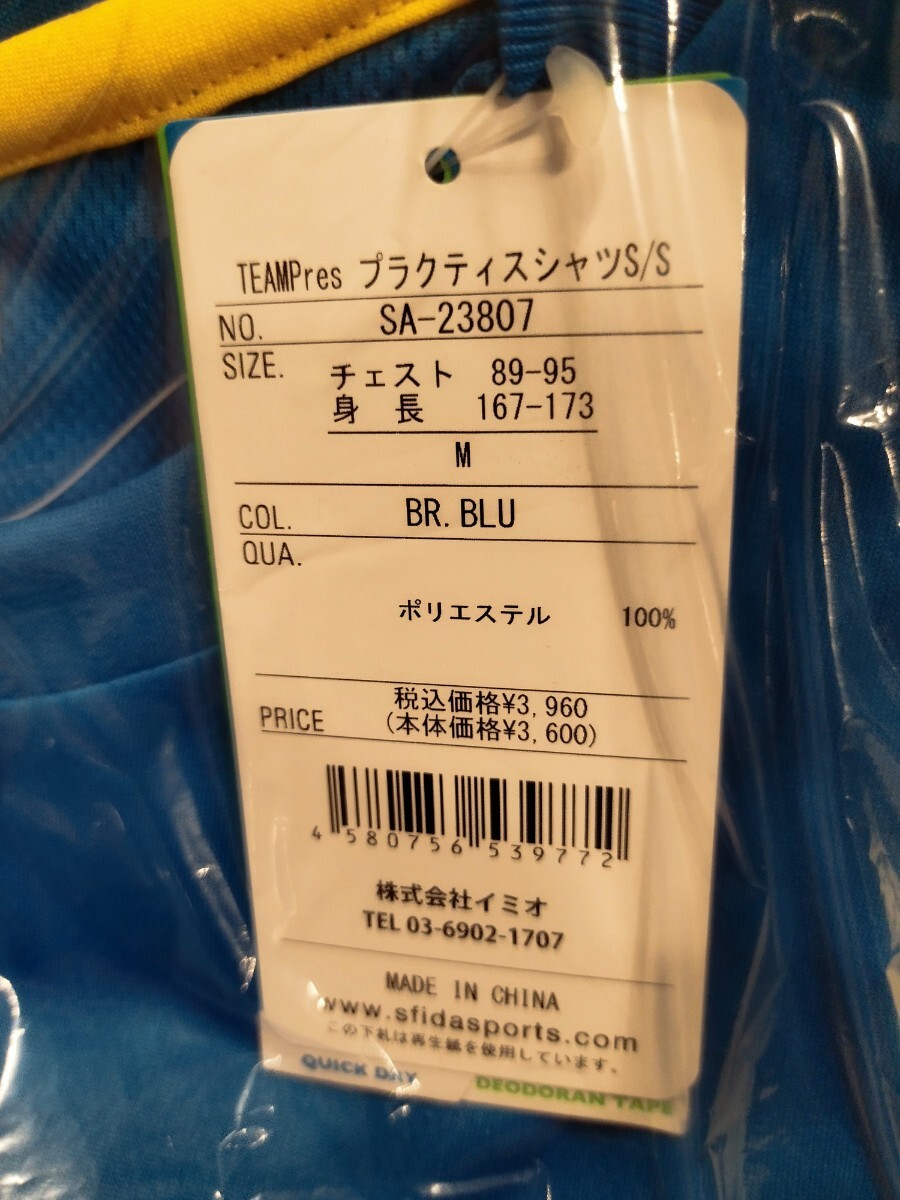 TEAMPres プラクティスシャツS/S
NO. SA-23807
SIZE. チェスト 89-95
身 長 167-173
M
COL. BR.BLU
QUA.
ポリエステル 100%
税込価格¥3,960
PRICE (本体価格¥3,600)
4 580756 539772
株式会社イミオ
TEL 03-6902-1707
MADE IN CHINA
www.sfidasports.com
この下札は再生紙を使用しています。
QUICK DRY DEODORAN TAPE